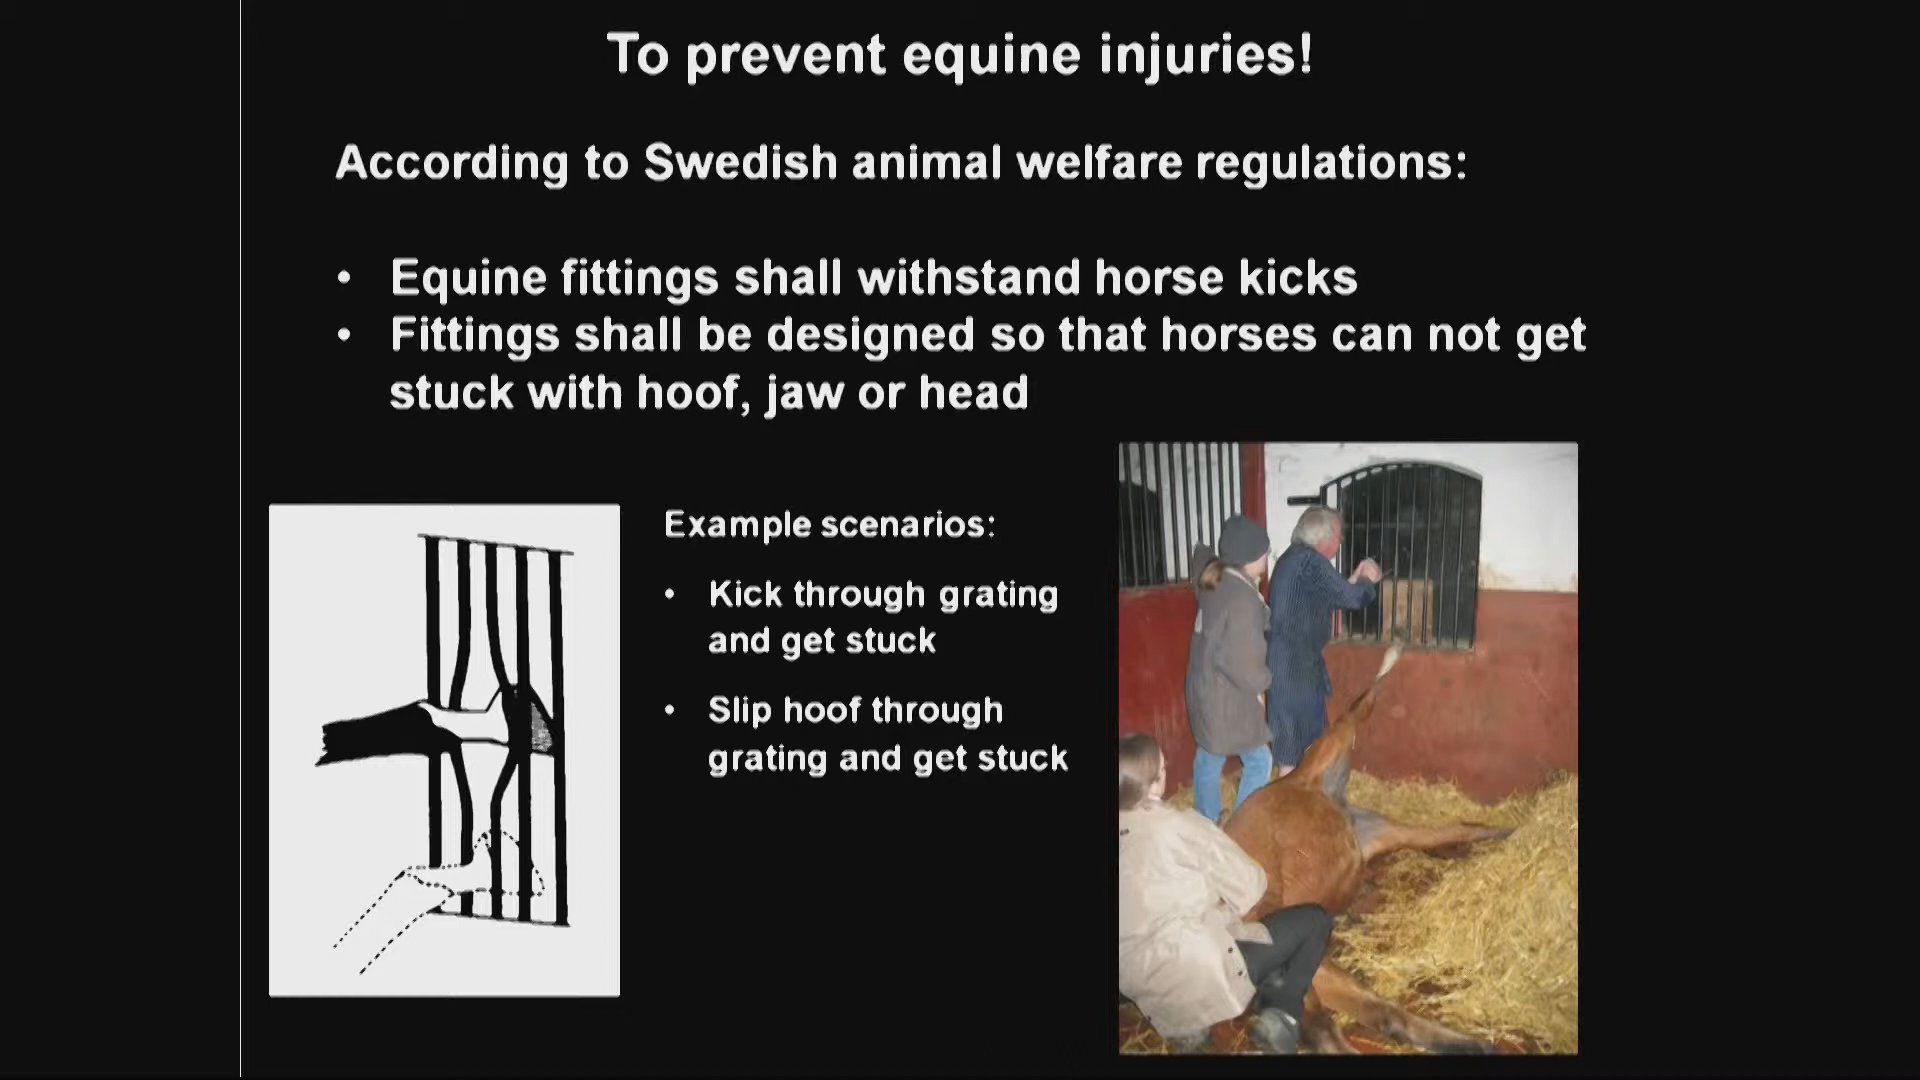 To prevent equine injuries!
According to Swedish animal welfare regulations:
• Equine fittings shall withstand horse kicks
• Fittings shall be designed so that horses can not get
stuck with hoof, jaw or head
Example scenarios:
• Kick through grating
and get stuck
• Slip hoof through
grating and get stuck